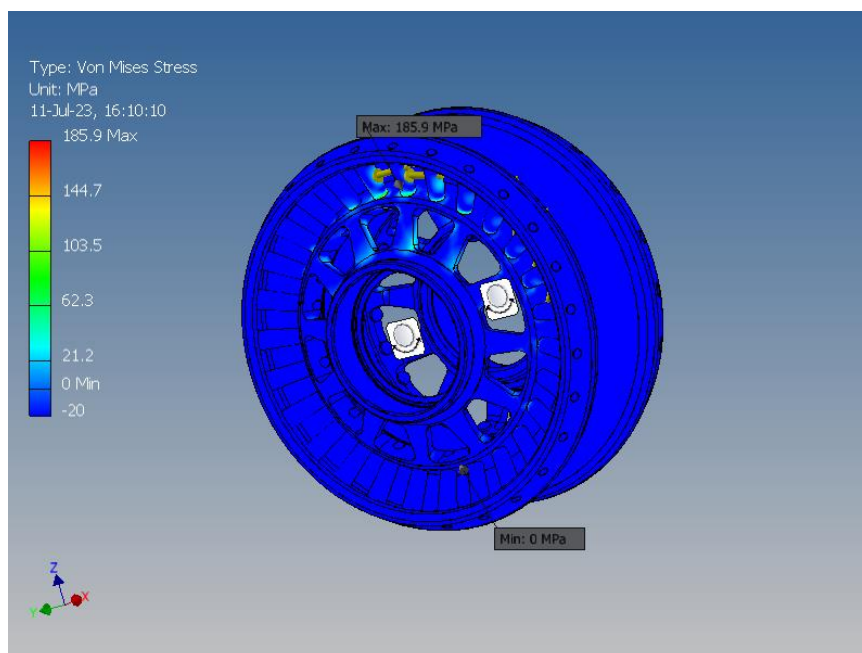 Type: Von Mises Stress
Unit: MPa
11-Jul-23, 16:10:10
185.9 Max
Max: 185.9 MPa
144.7
103.5
62.3
21.2
0 Min
-20
Min: 0 MPa
Z
Y
X